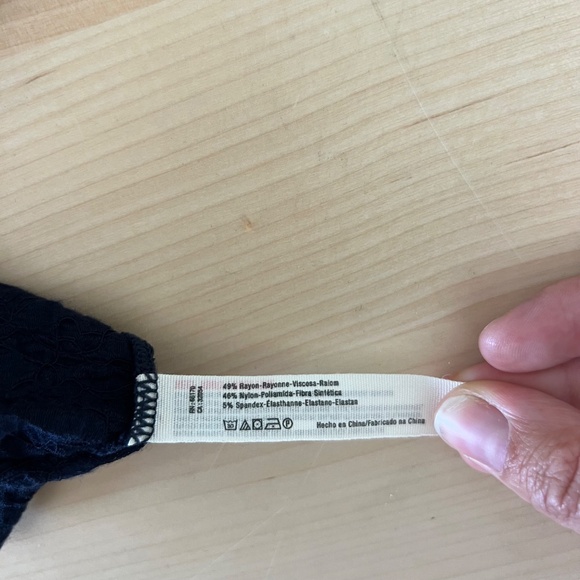 49% Rayon-Rayonne-Viscosa-Raiom
46% Nylon-Poliamida-Fibra Sintética
5% Spandex-Élasthanne-Elastano-Elastan
Hecho en China/Fabricado na China